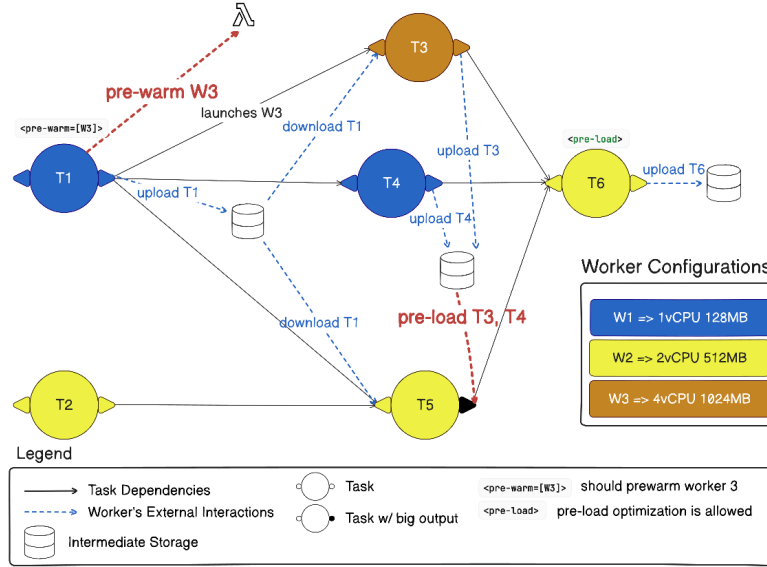 λ
pre-warm W3
T3
launches W3
<pre-warm=[W3]>
download T1
upload T3
<pre-load>
T1
T4
T6
upload T6
upload T1
upload T4
Worker Configurations
pre-load T3, T4
W1 => 1vCPU 128MB
download T1
W2 => 2vCPU 512MB
W3 => 4vCPU 1024MB
T2
T5
Legend
Task Dependencies
Task
<pre-warm=[W3]> should prewarm worker 3
Worker's External Interactions
Task w/ big output
<pre-load> pre-load optimization is allowed
Intermediate Storage